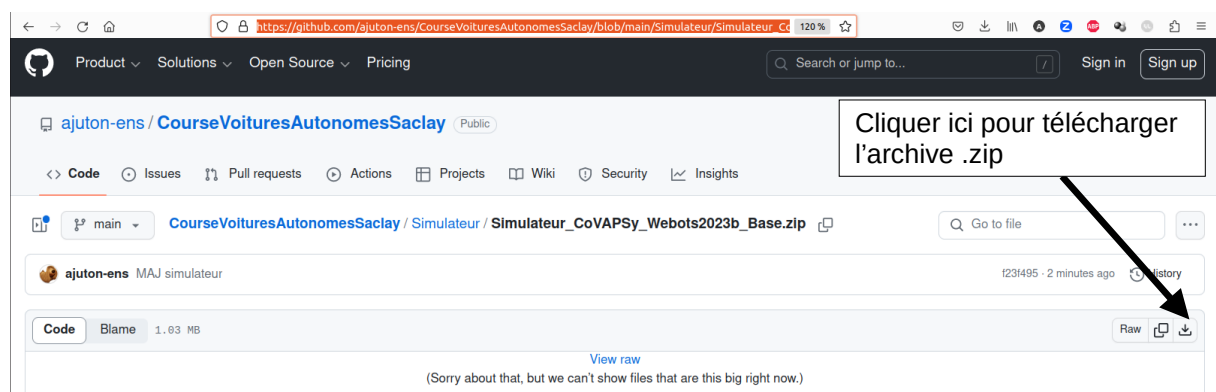 https://github.com/ajuton-ens/CourseVoituresAutonomesSaclay/blob/main/Simulateur/Simulateur_Co 120 %
Product Solutions Open Source Pricing Search or jump to... / Sign in Sign up
ajuton-ens / CourseVoituresAutonomesSaclay Public
Cliquer ici pour télécharger
l'archive .zip
Code Issues Pull requests Actions Projects Wiki Security Insights
main CourseVoituresAutonomesSaclay / Simulateur / Simulateur_CoVAPSy_Webots2023b_Base.zip Go to file
ajuton-ens MAJ simulateur f23f495 · 2 minutes ago History
Code Blame 1.03 MB Raw
View raw
(Sorry about that, but we can't show files that are this big right now.)